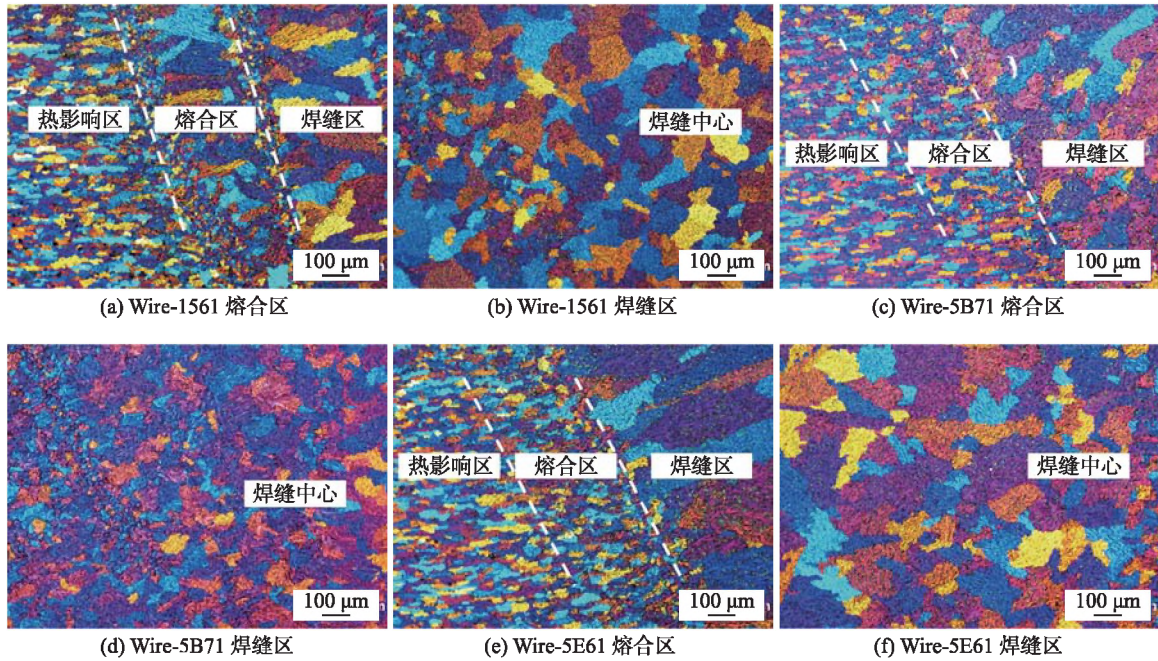 热影响区
熔合区
焊缝区
100 μm
(a) Wire-1561 熔合区
焊缝中心
100 μm
(b) Wire-1561 焊缝区
热影响区
熔合区
焊缝区
100 μm
(c) Wire-5B71 熔合区
焊缝中心
100 μm
(d) Wire-5B71 焊缝区
热影响区
熔合区
焊缝区
100 μm
(e) Wire-5E61 熔合区
焊缝中心
100 μm
(f) Wire-5E61 焊缝区